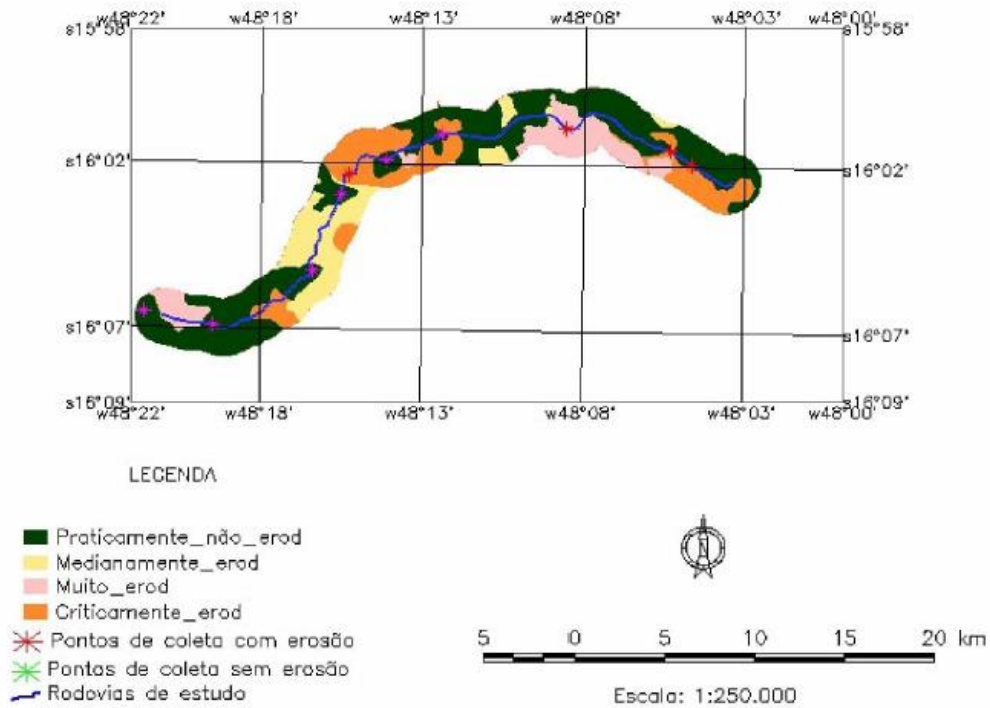 w48°22' w48°18' w48°13' w48°08' w48°03' w48°00'
s15°58' s15°58'
s16°02' s16°02'
s16°07' s16°07'
s16°09' s16°09'
w48°22' w48°18' w48°13' w48°08' w48°03' w48°00'
LEGENDA
Praticamente_não_erod
Medianamente_erod
Muito_erod
Criticamente_erod
Pontos de coleta com erosão
Pontos de coleta sem erosão
Rodovias de estudo
N
5 0 5 10 15 20 km
Escala: 1:250.000